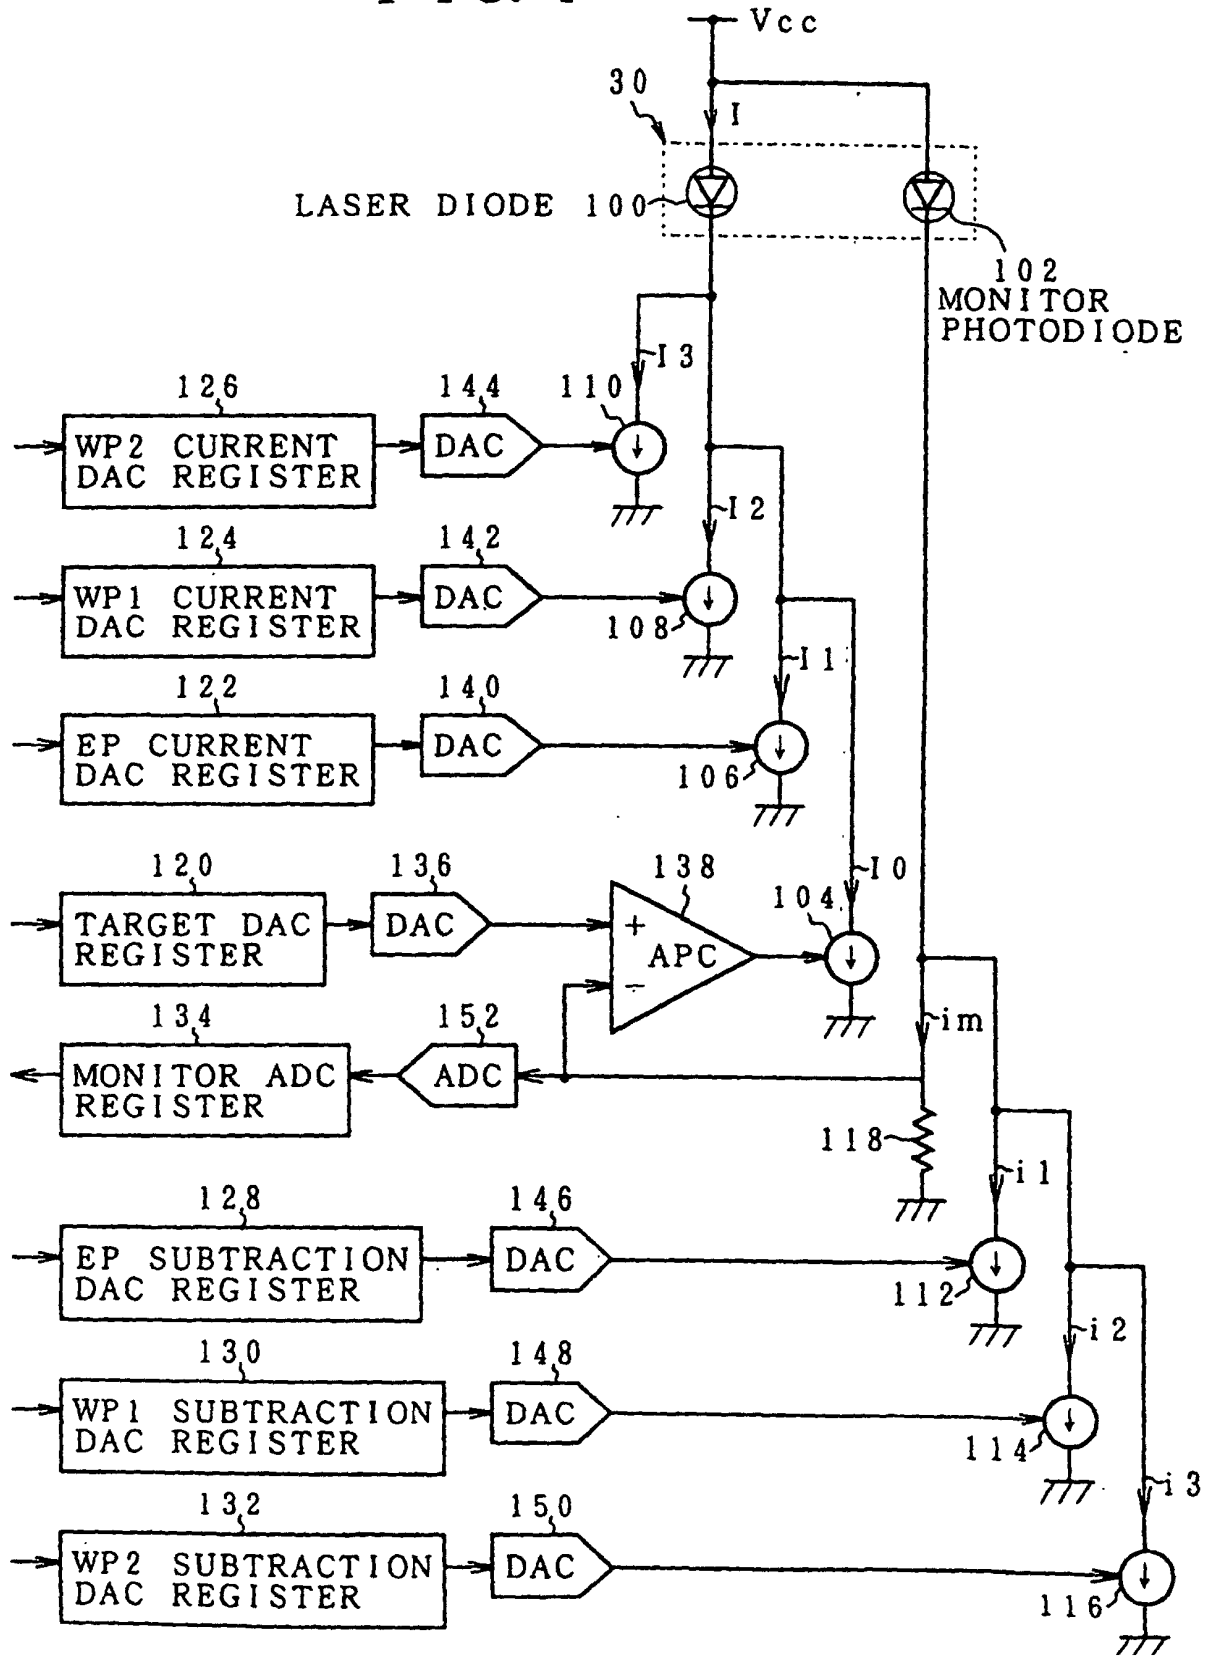 Vcc
30
I
LASER DIODE 100
102
MONITOR
PHOTODIODE
I3
126
144
110
WP2 CURRENT
DAC REGISTER
DAC
I2
124
142
WP1 CURRENT
DAC REGISTER
DAC
108
I1
122
140
EP CURRENT
DAC REGISTER
DAC
106
120
136
138
I0
104
TARGET DAC
REGISTER
DAC
+
APC
−
134
152
im
MONITOR ADC
REGISTER
ADC
118
i1
128
146
EP SUBTRACTION
DAC REGISTER
DAC
112
i2
130
148
WP1 SUBTRACTION
DAC REGISTER
DAC
114
i3
132
150
WP2 SUBTRACTION
DAC REGISTER
DAC
116